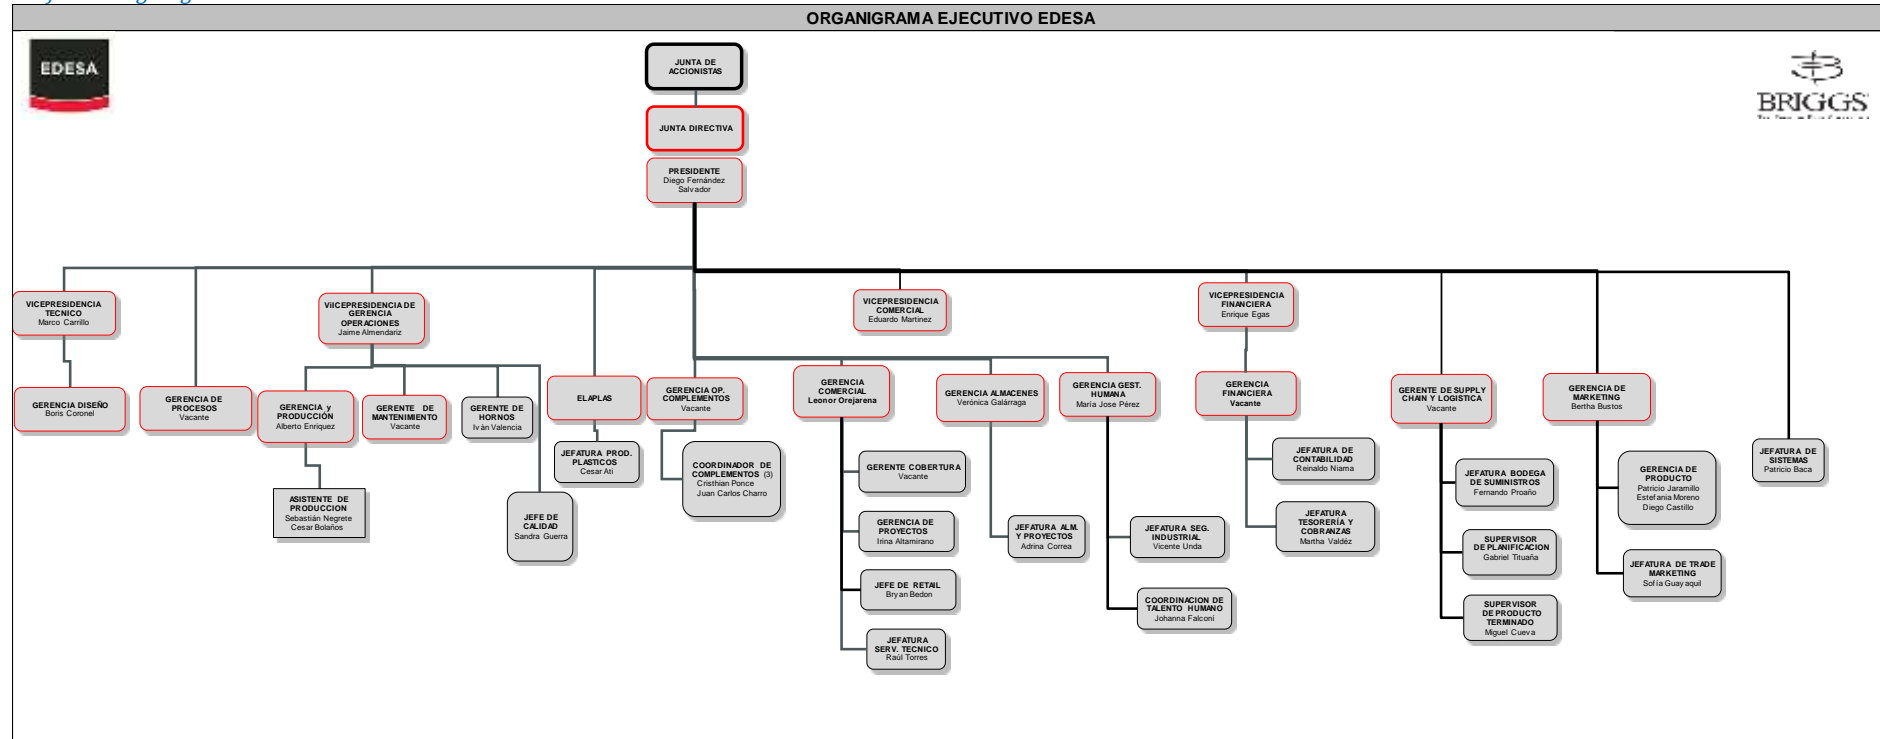 ORGANIGRAMA EJECUTIVO EDESA
EDESA
BRIGGS
JUNTA DE
ACCIONISTAS
JUNTA DIRECTIVA
PRESIDENTE
Diego Fernández
Salvador
VICEPRESIDENCIA
TECNICO
Marco Carrillo
ViICEPRESIDENCIA DE
GERENCIA
OPERACIONES
Jaime Almendariz
VICEPRESIDENCIA
COMERCIAL
Eduardo Martinez
VICEPRESIDENCIA
FINANCIERA
Enrique Egas
GERENCIA DISEÑO
Boris Coronel
GERENCIA DE
PROCESOS
Vacante
GERENCIA y
PRODUCCIÓN
Alberto Enriquez
GERENTE DE
MANTENIMIENTO
Vacante
GERENTE DE
HORNOS
Ivàn Valencia
ELAPLAS
GERENCIA OP.
COMPLEMENTOS
Vacante
GERENCIA
COMERCIAL
Leonor Orejarena
GERENCIA ALMACENES
Verónica Galárraga
GERENCIA GEST.
HUMANA
María Jose Pérez
GERENCIA
FINANCIERA
Vacante
GERENTE DE SUPPLY
CHAIN Y LOGISTICA
Vacante
GERENCIA DE
MARKETING
Bertha Bustos
JEFATURA DE
SISTEMAS
Patricio Baca
ASISTENTE DE
PRODUCCION
Sebastián Negrete
Cesar Bolaños
JEFE DE
CALIDAD
Sandra Guerra
JEFATURA PROD.
PLASTICOS
Cesar Ati
COORDINADOR DE
COMPLEMENTOS (3)
Cristhian Ponce
Juan Carlos Charro
GERENTE COBERTURA
Vacante
GERENCIA DE
PROYECTOS
Irina Altamirano
JEFE DE RETAIL
Bryan Bedon
JEFATURA
SERV. TECNICO
Raúl Torres
JEFATURA ALM.
Y PROYECTOS
Adrina Correa
JEFATURA SEG.
INDUSTRIAL
Vicente Unda
COORDINACION DE
TALENTO HUMANO
Johanna Falconí
JEFATURA DE
CONTABILIDAD
Reinaldo Niama
JEFATURA
TESORERÍA Y
COBRANZAS
Martha Valdéz
JEFATURA BODEGA
DE SUMINISTROS
Fernando Proaño
SUPERVISOR
DE PLANIFICACION
Gabriel Tituaña
SUPERVISOR
DE PRODUCTO
TERMINADO
Miguel Cueva
GERENCIA DE
PRODUCTO
Patricio Jaramillo
Estefania Moreno
Diego Castillo
JEFATURA DE TRADE
MARKETING
Sofía Guayaquil